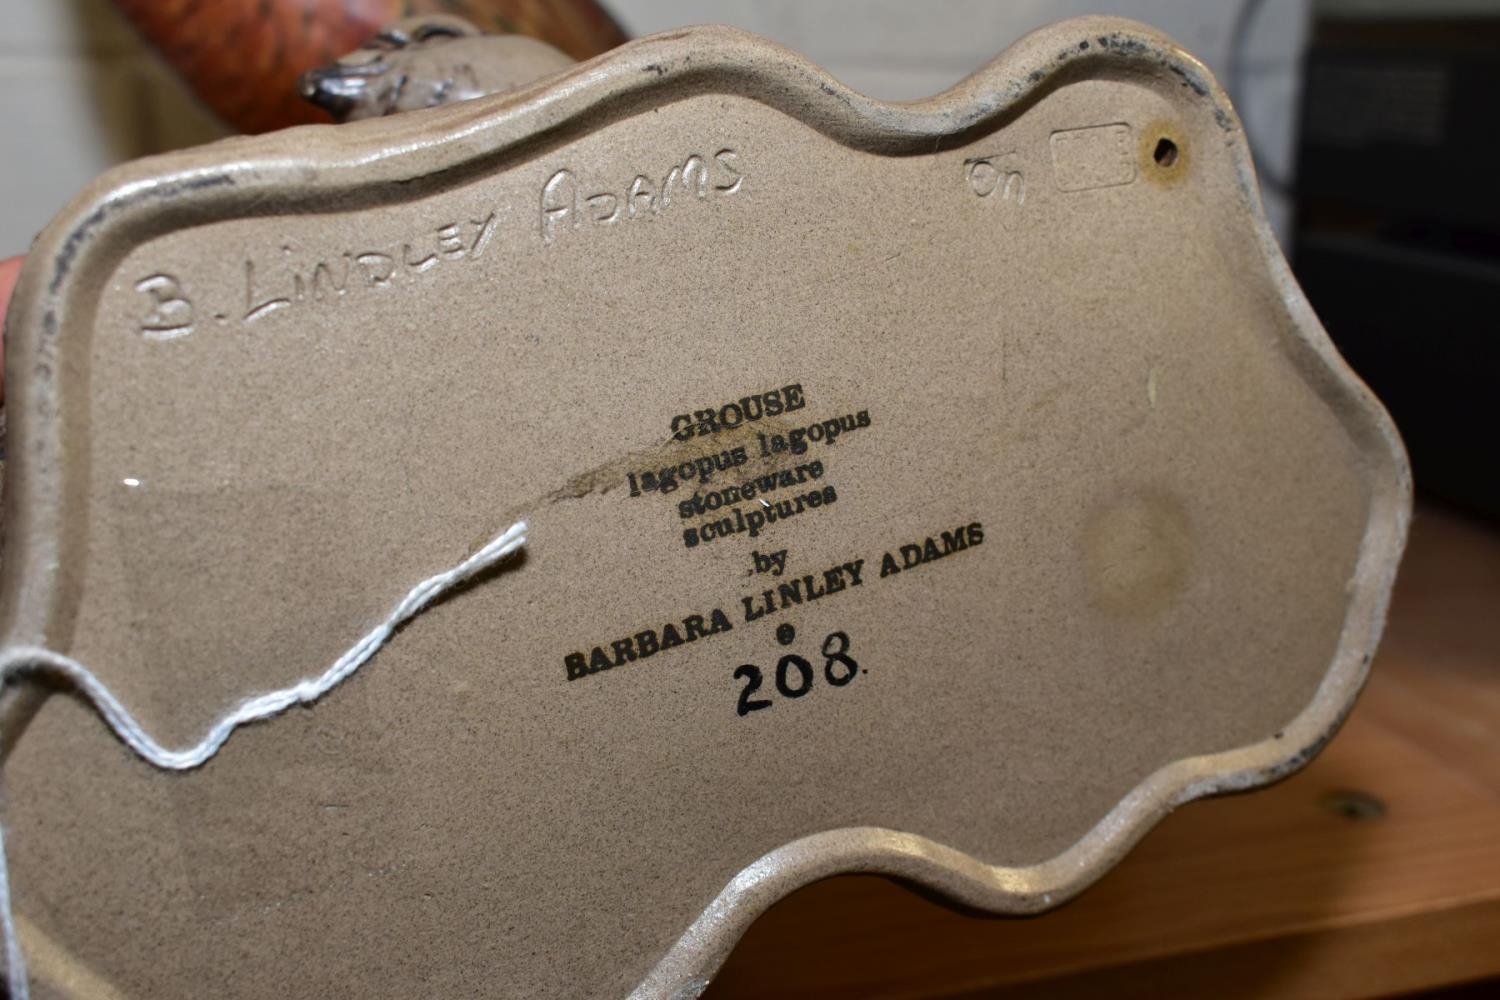 B. LINDLEY ADAMS
GROUSE
lagopus lagopus
stoneware
sculptures
by
BARBARA LINLEY ADAMS
e
208.